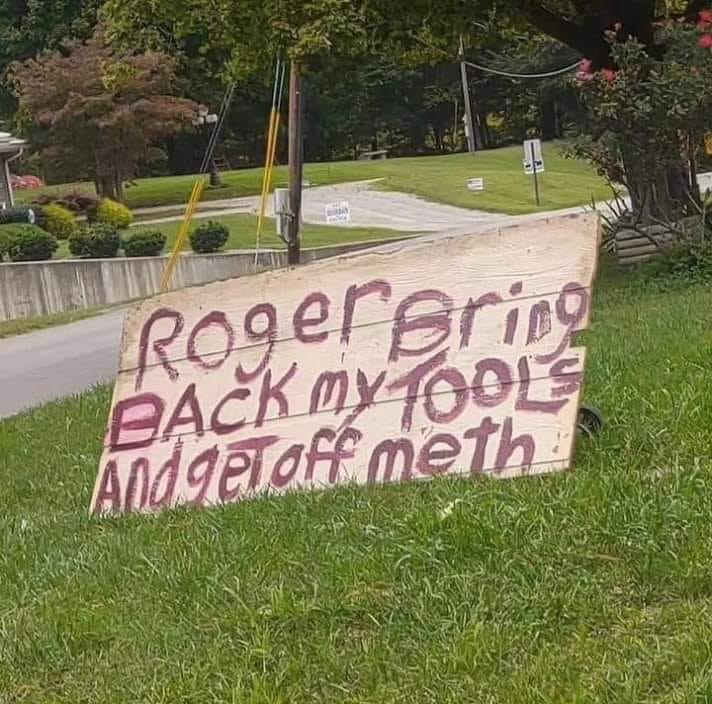 Roger Bring
BACK my TOOLS
And get off meth